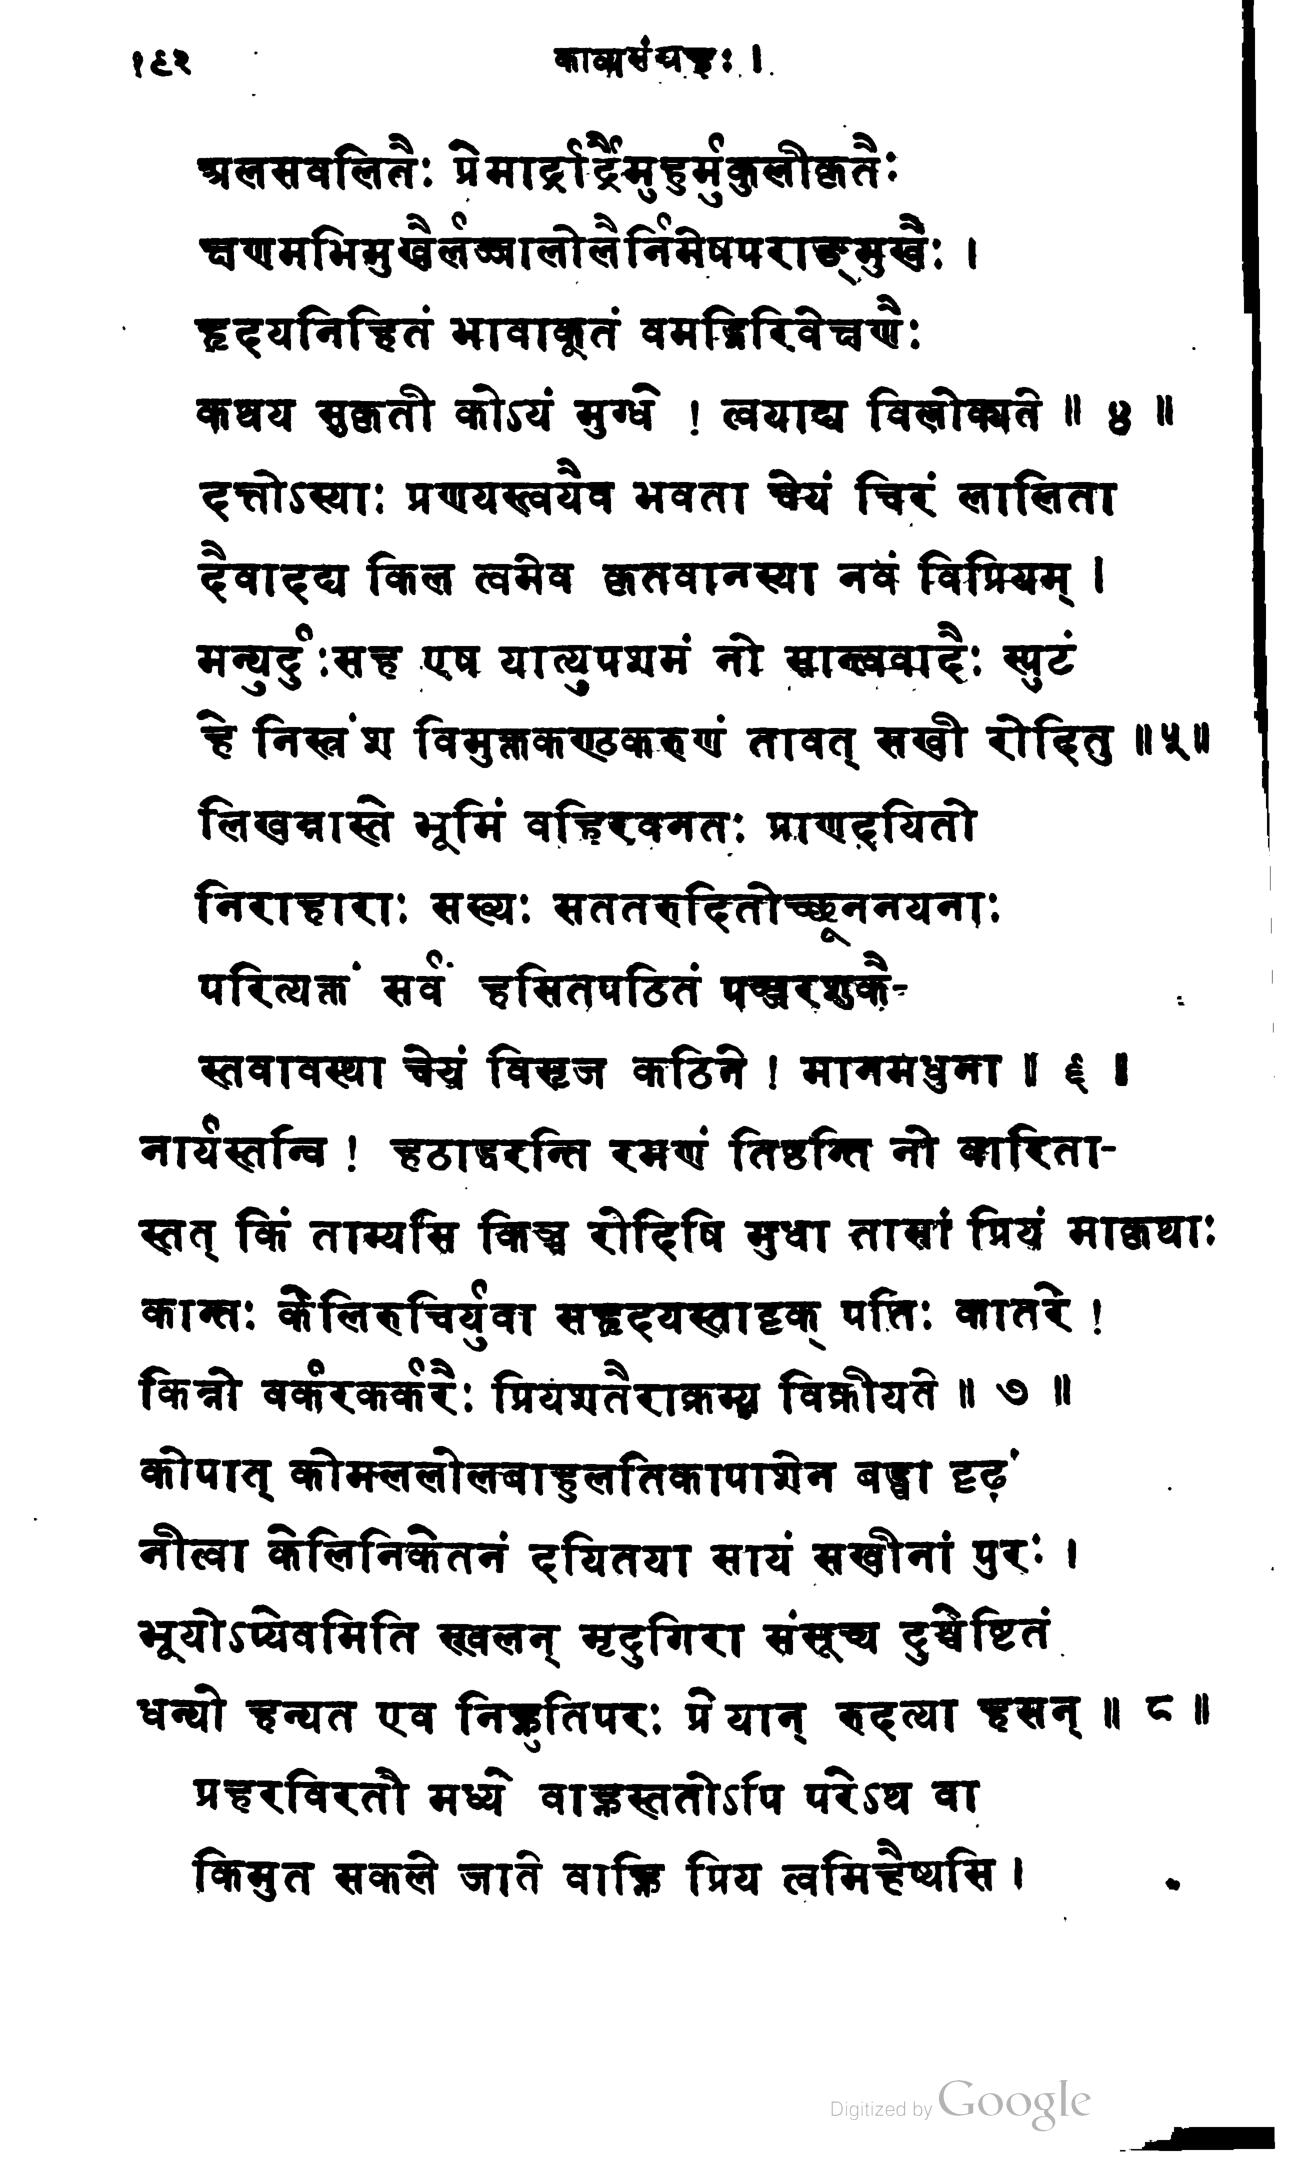 १९२ काव्यसंग्रहः ।
अलसवलितैः प्रेमार्द्रार्द्रैर्मुहुर्मुकुलीकृतैः
क्षणमभिमुखैर्लज्जालोलैर्निमेषपराङ्मुखैः ।
हृदयनिहितं भावाकूतं वमद्भिरिवेक्षणैः
कथय सुकृती कोऽयं मुग्धे ! त्वयाद्य विलोक्यते ॥ ४ ॥
दत्तोऽस्याः प्रणयस्त्वयैव भवता चेयं चिरं लालिता
दैवादद्य किल त्वमेव कृतवानस्या नवं विप्रियम् ।
मन्युर्दुःसह एष यात्युपशमं नो सान्त्ववादैः स्फुटं
हे निस्त्रंश विमुक्तकण्ठकरुणं तावत् सखी रोदितु ॥ ५ ॥
लिखन्नास्ते भूमिं वहिरवनतः प्राणदयितो
निराहाराः सख्यः सततरुदितोच्छूननयनाः
परित्यक्तं सर्वं हसितपठितं पञ्जरशुकै-
स्तवावस्था चेयं विसृज कठिने ! मानमधुना ॥ ६ ॥
नार्यस्तन्वि ! हठाद्धरन्ति रमणं तिष्ठन्ति नो वारिता-
स्तत् किं ताम्यसि किञ्च रोदिषि मुधा तासां प्रियं माकृथाः
कान्तः केलिरुचिर्युवा सहृदयस्तादृक् पतिः कातरे !
किन्नो वर्करकर्करैः प्रियशतैराक्रम्य विक्रीयते ॥ ७ ॥
कोपात् कोमललोलबाहुलतिकापाशेन बद्ध्वा दृढ़ं
नीत्वा केलिनिकेतनं दयितया सायं सखीनां पुरः ।
भूयोऽप्येवमिति स्खलन् मृदुगिरा संसूच्य दुश्चेष्टितं
धन्यो हन्यत एव निह्नुतिपरः प्रेयान् रुदत्या हसन् ॥ ८ ॥
प्रहरविरतौ मध्ये वाह्नस्ततोऽपि परेऽथ वा
किमुत सकले जाते वाह्नि प्रिय त्वमिहैष्यसि ।
Digitized by Google